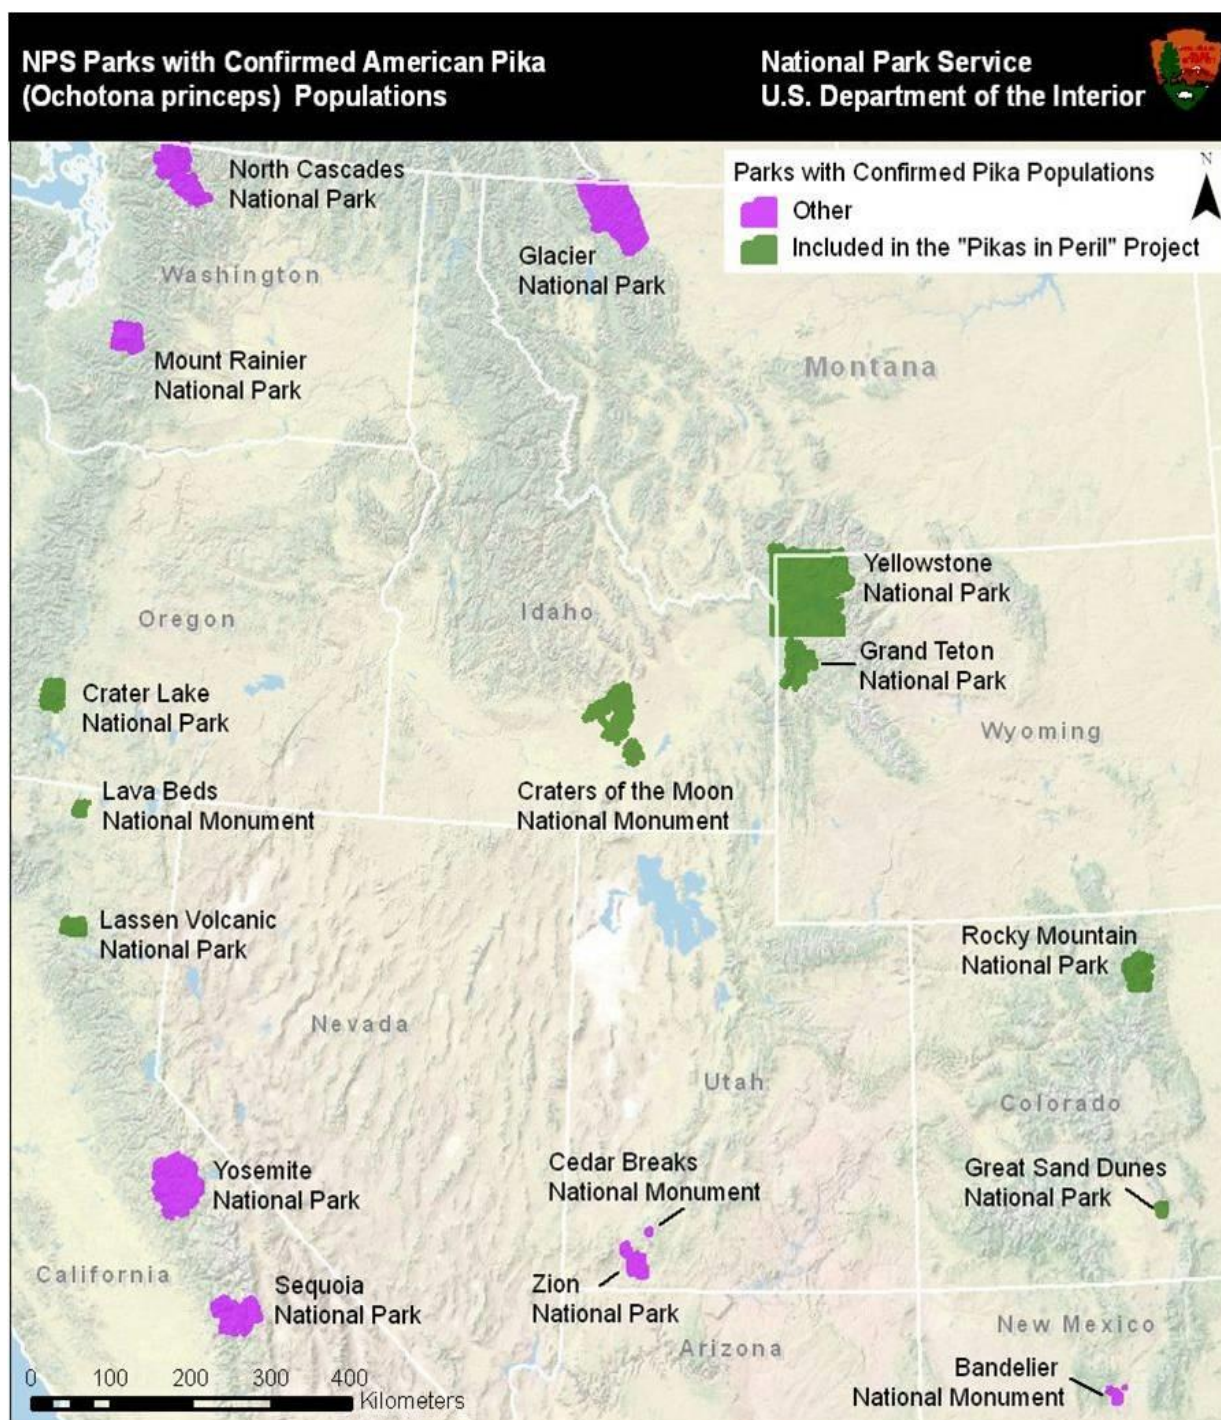 NPS Parks with Confirmed American Pika
(Ochotona princeps) Populations
National Park Service
U.S. Department of the Interior
Parks with Confirmed Pika Populations
Other
Included in the "Pikas in Peril" Project
N
North Cascades
National Park
Glacier
National Park
Washington
Mount Rainier
National Park
Montana
Yellowstone
National Park
Oregon
Idaho
Grand Teton
National Park
Crater Lake
National Park
Wyoming
Lava Beds
National Monument
Craters of the Moon
National Monument
Lassen Volcanic
National Park
Rocky Mountain
National Park
Nevada
Utah
Colorado
Yosemite
National Park
Cedar Breaks
National Monument
Great Sand Dunes
National Park
California
Sequoia
National Park
Zion
National Park
New Mexico
Arizona
Bandelier
National Monument
0 100 200 300 400
Kilometers